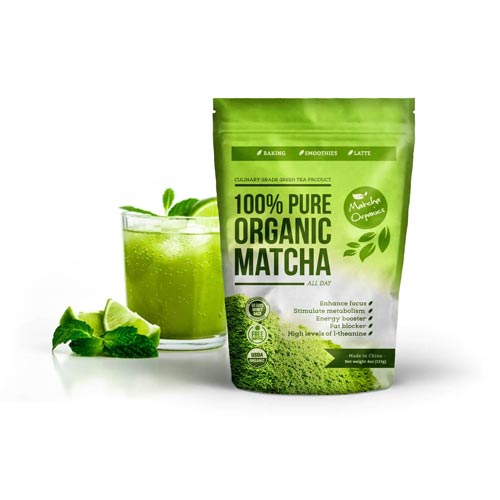 BAKING SMOOTHIES LATTE
CULINARY GRADE GREEN TEA PRODUCT
100% PURE
ORGANIC
MATCHA
ALL DAY
Matcha
Organics
Enhance focus
Stimulate metabolism
Energy booster
Fat blocker
High levels of l-theanine
FREE
USDA
ORGANIC
Made in China
Net weight 4oz (113g)